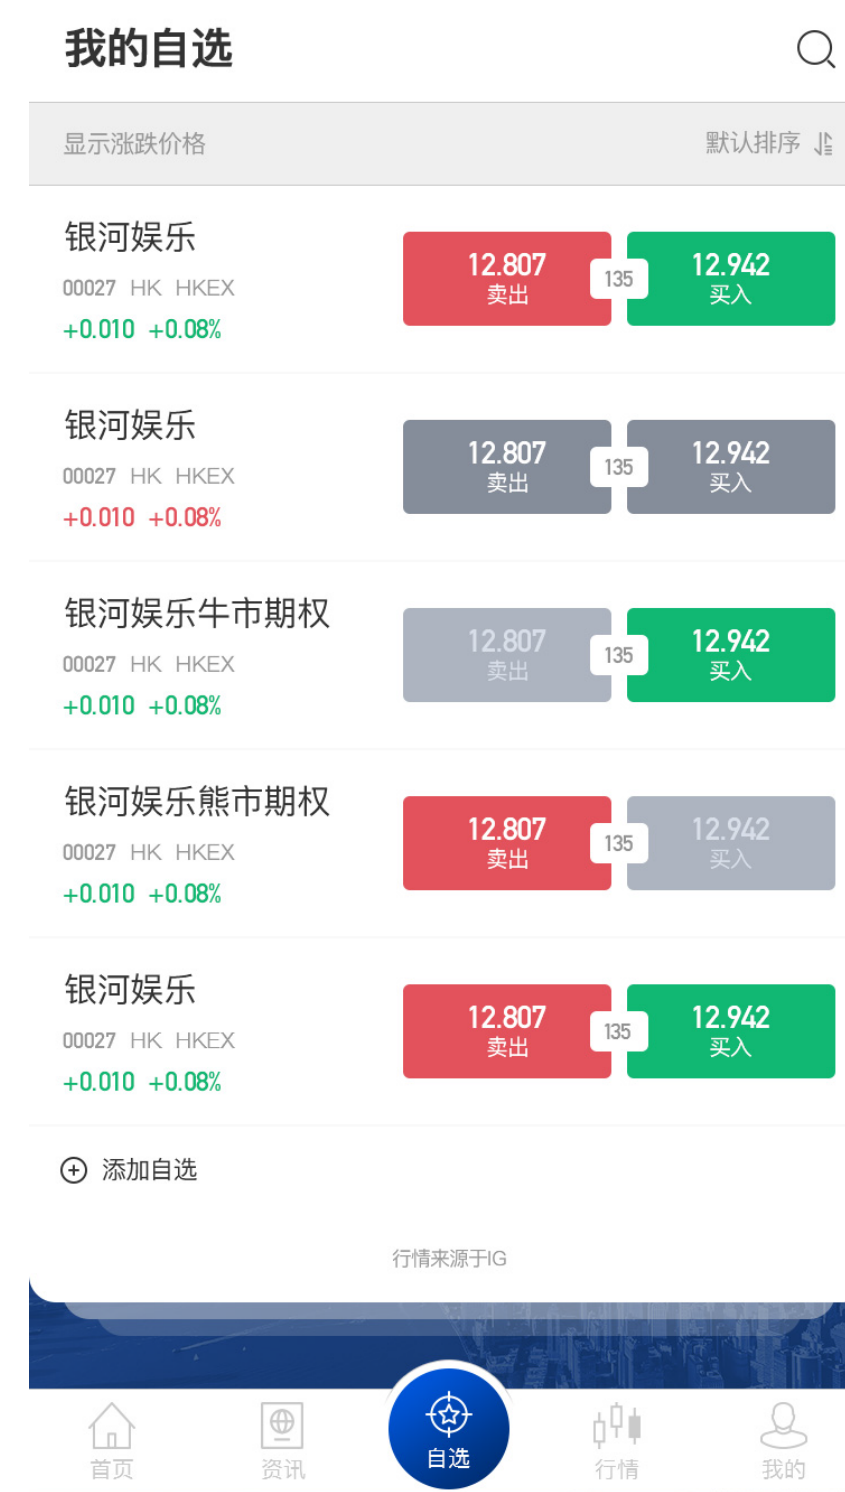 我的自选
显示涨跌价格 默认排序
银河娱乐
00027 HK HKEX
+0.010 +0.08%
12.807 135 12.942
卖出 买入
银河娱乐
00027 HK HKEX
+0.010 +0.08%
12.807 135 12.942
卖出 买入
银河娱乐牛市期权
00027 HK HKEX
+0.010 +0.08%
12.807 135 12.942
卖出 买入
银河娱乐熊市期权
00027 HK HKEX
+0.010 +0.08%
12.807 135 12.942
卖出 买入
银河娱乐
00027 HK HKEX
+0.010 +0.08%
12.807 135 12.942
卖出 买入
添加自选
行情来源于IG
首页 资讯 自选 行情 我的